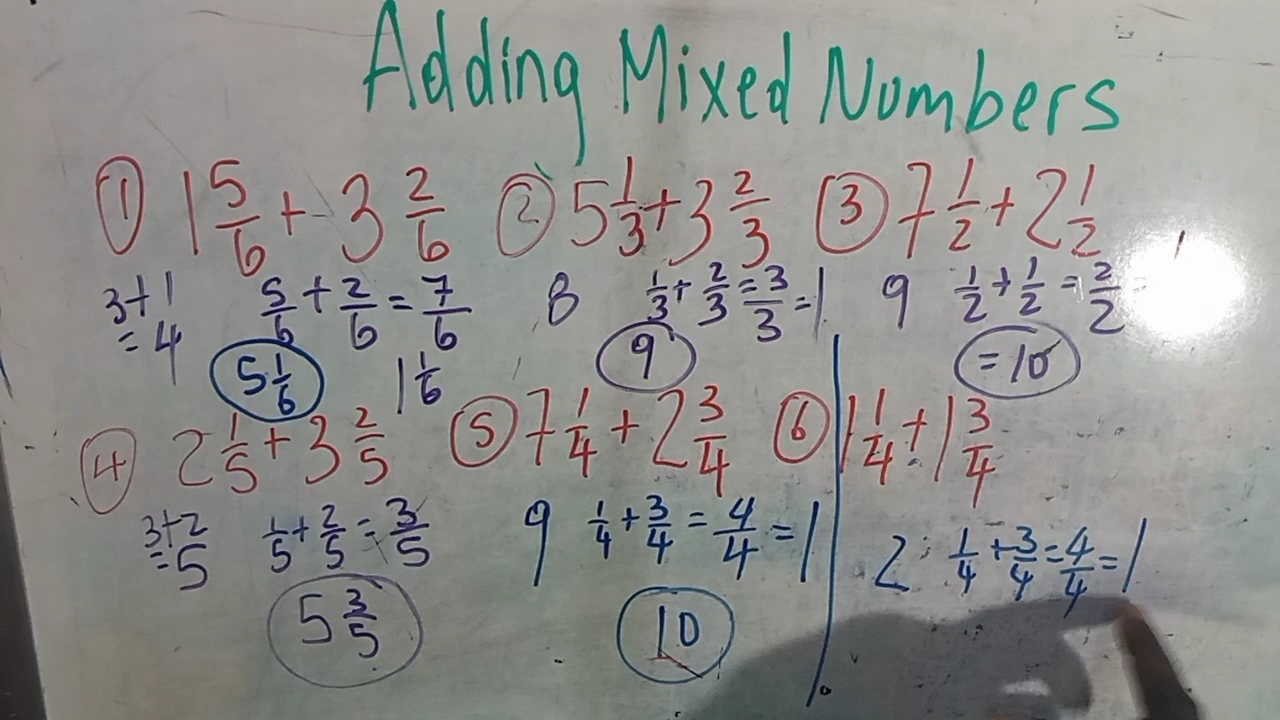 Adding Mixed Numbers
① 1 5/6 + 3 2/6 ② 5 1/3 + 3 2/3 ③ 7 1/2 + 2 1/2
3+1 = 4 5/6 + 2/6 = 7/6 8 1/3 + 2/3 = 3/3 = 1 9 1/2 + 1/2 = 2/2 =
5 1/6 1 1/6 9 = 10
④ 2 1/5 + 3 2/5 ⑤ 7 1/4 + 2 3/4 ⑥ 1 1/4 + 1 3/4
3+2 = 5 1/5 + 2/5 = 3/5 9 1/4 + 3/4 = 4/4 = 1 2 1/4 + 3/4 = 4/4 = 1
5 3/5 10